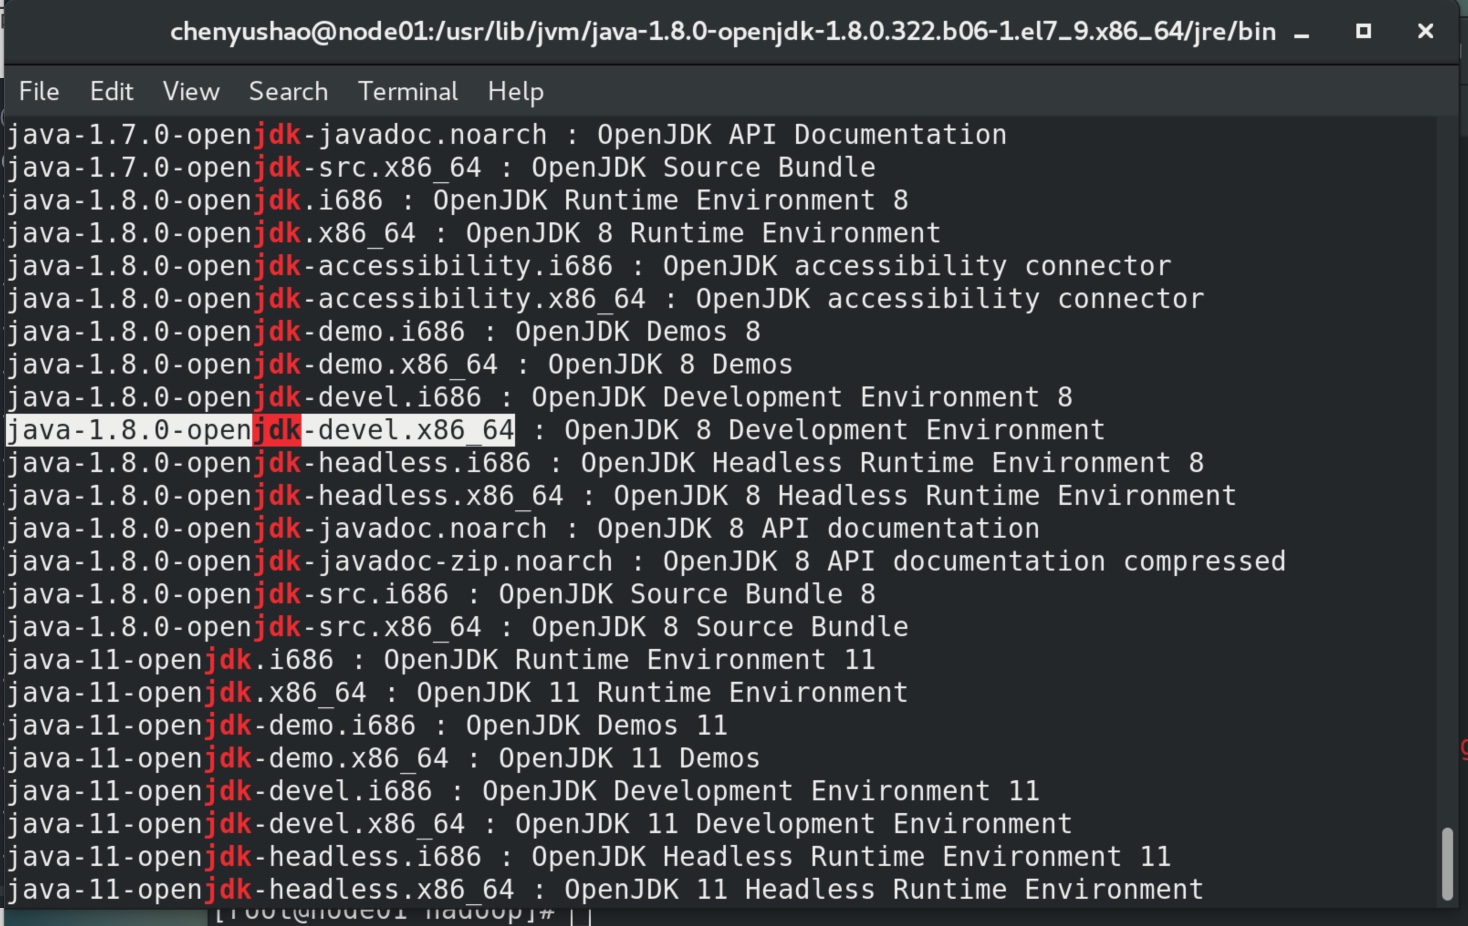 chenyushao@node01:/usr/lib/jvm/java-1.8.0-openjdk-1.8.0.322.b06-1.el7_9.x86_64/jre/bin
File Edit View Search Terminal Help
java-1.7.0-openjdk-javadoc.noarch : OpenJDK API Documentation
java-1.7.0-openjdk-src.x86_64 : OpenJDK Source Bundle
java-1.8.0-openjdk.i686 : OpenJDK Runtime Environment 8
java-1.8.0-openjdk.x86_64 : OpenJDK 8 Runtime Environment
java-1.8.0-openjdk-accessibility.i686 : OpenJDK accessibility connector
java-1.8.0-openjdk-accessibility.x86_64 : OpenJDK accessibility connector
java-1.8.0-openjdk-demo.i686 : OpenJDK Demos 8
java-1.8.0-openjdk-demo.x86_64 : OpenJDK 8 Demos
java-1.8.0-openjdk-devel.i686 : OpenJDK Development Environment 8
java-1.8.0-openjdk-devel.x86_64 : OpenJDK 8 Development Environment
java-1.8.0-openjdk-headless.i686 : OpenJDK Headless Runtime Environment 8
java-1.8.0-openjdk-headless.x86_64 : OpenJDK 8 Headless Runtime Environment
java-1.8.0-openjdk-javadoc.noarch : OpenJDK 8 API documentation
java-1.8.0-openjdk-javadoc-zip.noarch : OpenJDK 8 API documentation compressed
java-1.8.0-openjdk-src.i686 : OpenJDK Source Bundle 8
java-1.8.0-openjdk-src.x86_64 : OpenJDK 8 Source Bundle
java-11-openjdk.i686 : OpenJDK Runtime Environment 11
java-11-openjdk.x86_64 : OpenJDK 11 Runtime Environment
java-11-openjdk-demo.i686 : OpenJDK Demos 11
java-11-openjdk-demo.x86_64 : OpenJDK 11 Demos
java-11-openjdk-devel.i686 : OpenJDK Development Environment 11
java-11-openjdk-devel.x86_64 : OpenJDK 11 Development Environment
java-11-openjdk-headless.i686 : OpenJDK Headless Runtime Environment 11
java-11-openjdk-headless.x86_64 : OpenJDK 11 Headless Runtime Environment
[root@node01 hadoop]#